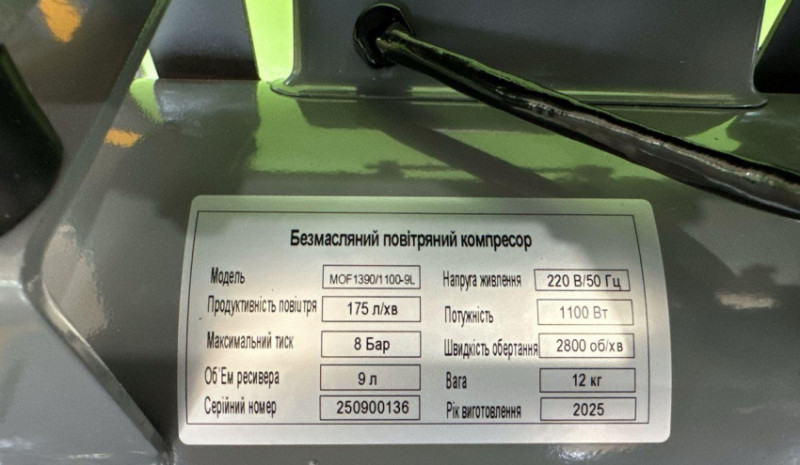 Безмасляний повітряний компресор
Модель MOF1390/1100-9L Напруга живлення 220 В/50 Гц
Продуктивність повіштря 175 л/хв Потужність 1100 Вт
Максимальний тиск 8 Бар Швидкість обертання 2800 об/хв
Об'Ем ресивера 9 л Вага 12 кг
Серійний номер 250900136 Рік виготовлення 2025